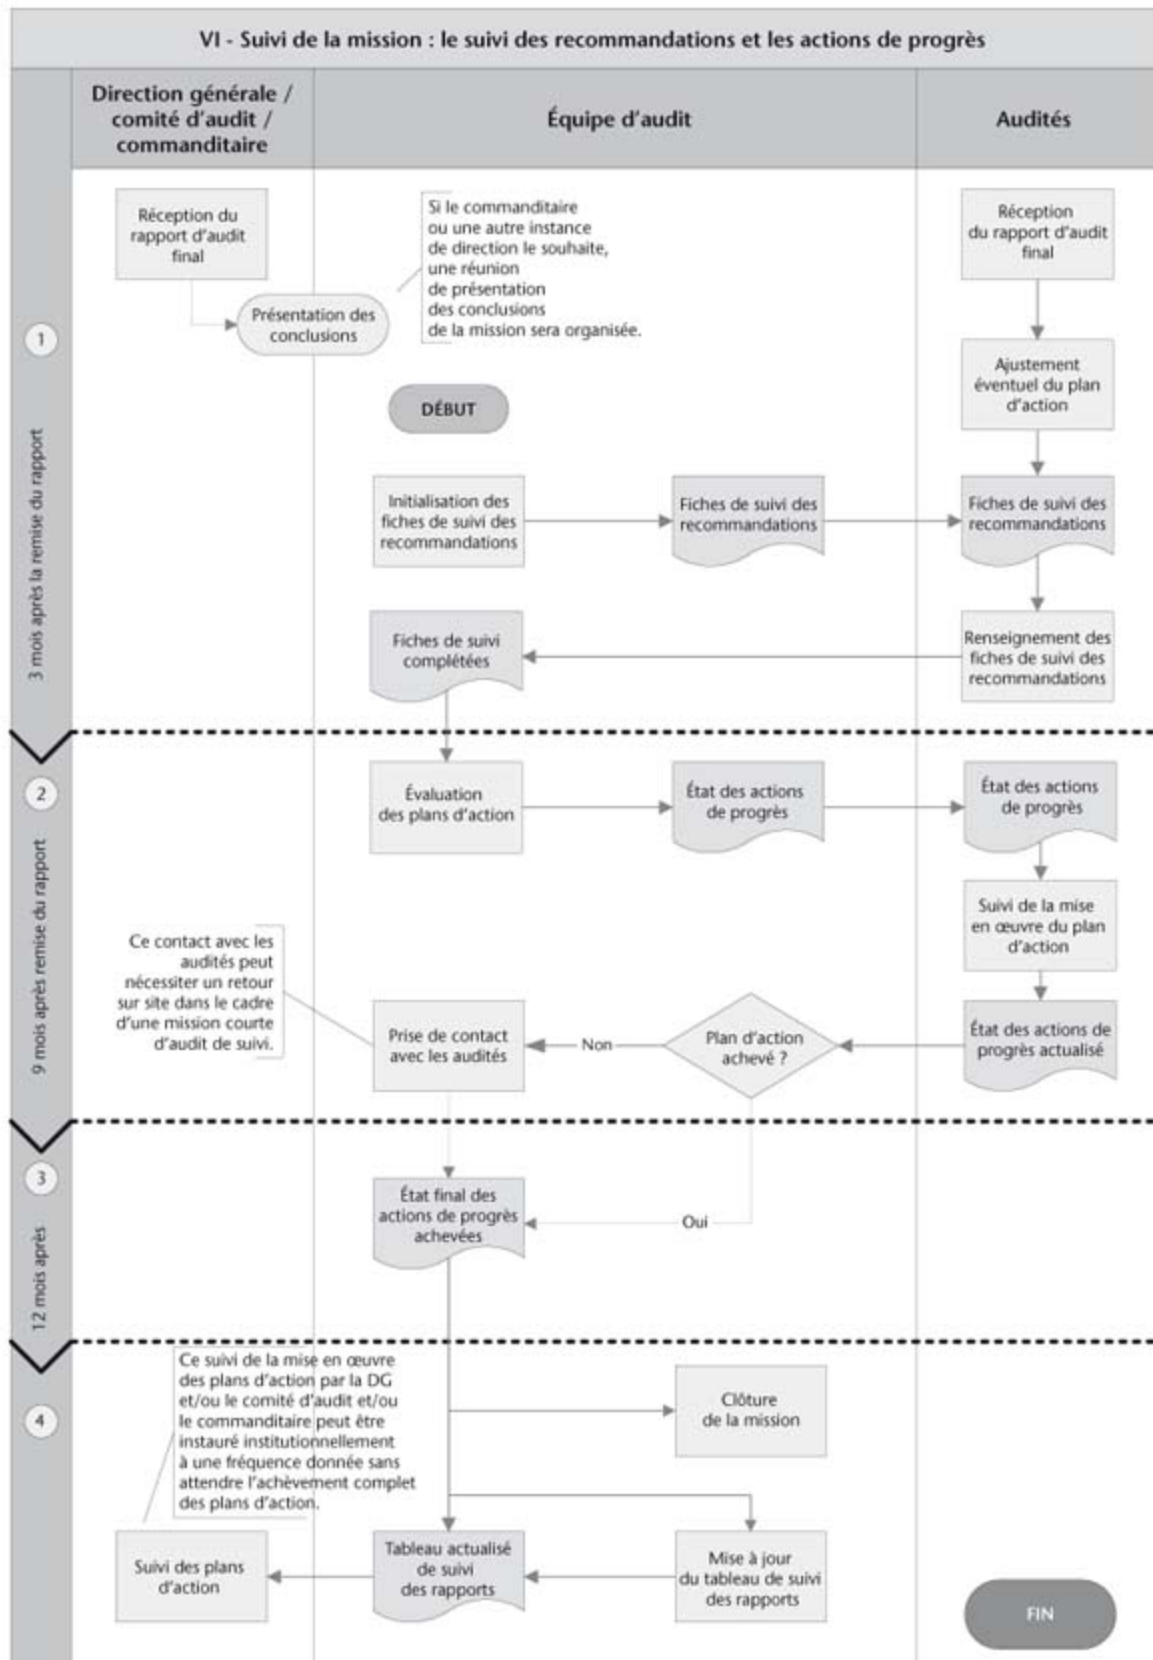 VI - Suivi de la mission : le suivi des recommandations et les actions de progrès
Direction générale /
comité d'audit /
commanditaire
Équipe d'audit
Audités
1
3 mois après la remise du rapport
Réception du
rapport d'audit
final
Présentation des
conclusions
Si le commanditaire
ou une autre instance
de direction le souhaite,
une réunion
de présentation
des conclusions
de la mission sera organisée.
Réception
du rapport d'audit
final
Ajustement
éventuel du plan
d'action
DÉBUT
Initialisation des
fiches de suivi des
recommandations
Fiches de suivi des
recommandations
Fiches de suivi des
recommandations
Fiches de suivi
complétées
Renseignement des
fiches de suivi des
recommandations
2
9 mois après remise du rapport
Évaluation
des plans d'action
État des actions
de progrès
État des actions
de progrès
Suivi de la mise
en œuvre du plan
d'action
Ce contact avec les
audités peut
nécessiter un retour
sur site dans le cadre
d'une mission courte
d'audit de suivi.
Prise de contact
avec les audités
Non
Plan d'action
achevé ?
État des actions de
progrès actualisé
3
12 mois après
État final des
actions de progrès
achevées
Oui
4
Ce suivi de la mise en œuvre
des plans d'action par la DG
et/ou le comité d'audit et/ou
le commanditaire peut être
instauré institutionnellement
à une fréquence donnée sans
attendre l'achèvement complet
des plans d'action.
Clôture
de la mission
Suivi des plans
d'action
Tableau actualisé
de suivi
des rapports
Mise à jour
du tableau de suivi
des rapports
FIN